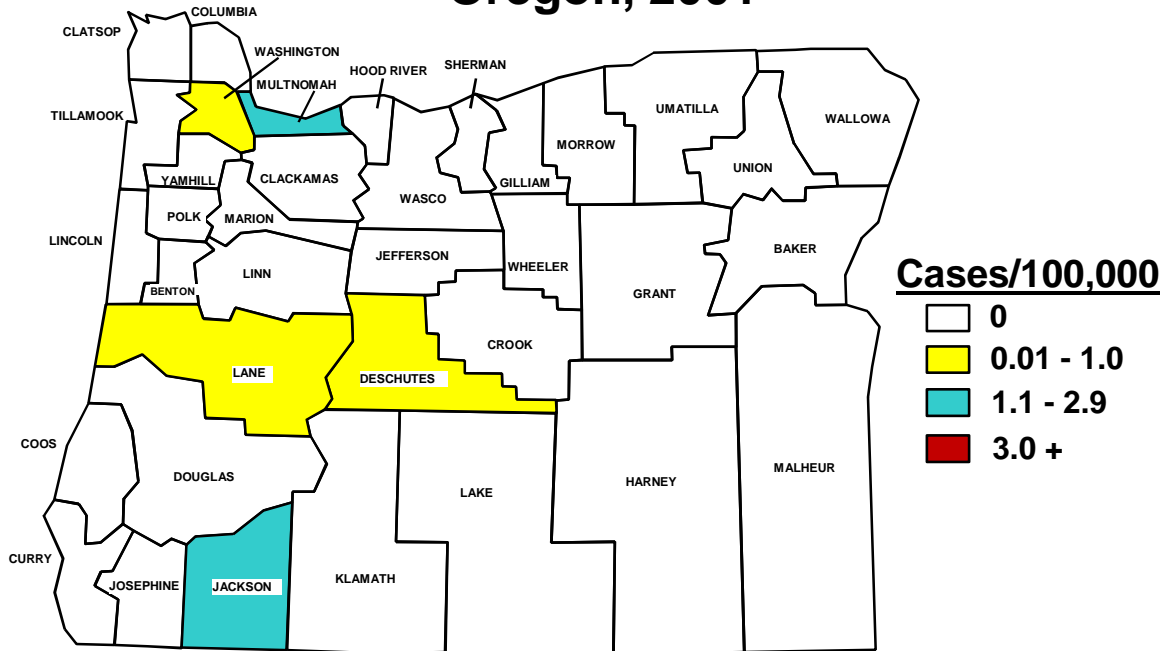 COLUMBIA
CLATSOP
WASHINGTON
HOOD RIVER
SHERMAN
MULTNOMAH
TILLAMOOK
UMATILLA
WALLOWA
MORROW
UNION
YAMHILL
CLACKAMAS
GILLIAM
WASCO
POLK
MARION
LINCOLN
JEFFERSON
WHEELER
BAKER
LINN
BENTON
GRANT
CROOK
LANE
DESCHUTES
COOS
DOUGLAS
LAKE
HARNEY
MALHEUR
CURRY
JOSEPHINE
JACKSON
KLAMATH
Cases/100,000
0
0.01 - 1.0
1.1 - 2.9
3.0 +